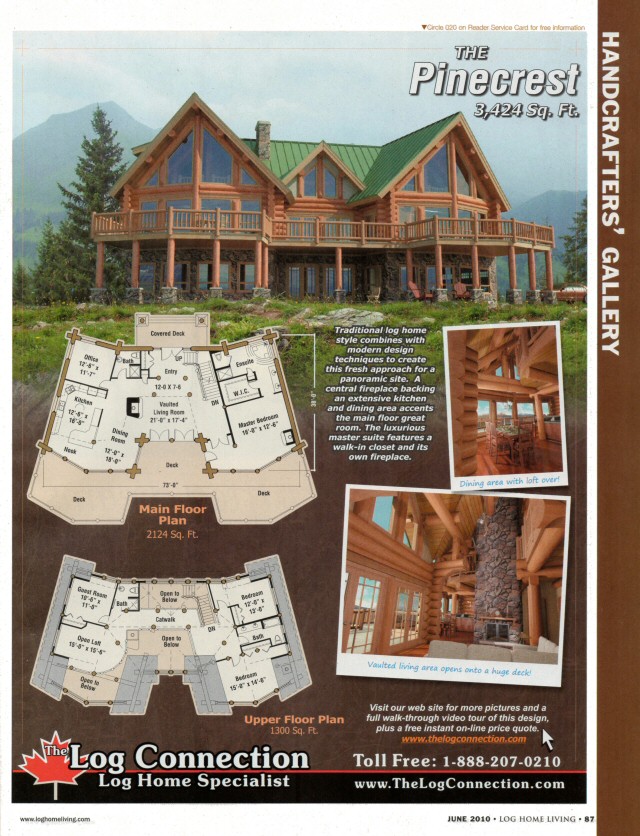 ▼Circle 020 on Reader Service Card for free information
HANDCRAFTERS' GALLERY
THE
Pinecrest
3,424 Sq. Ft.
Traditional log home
style combines with
modern design
techniques to create
this fresh approach for a
panoramic site. A
central fireplace backing
an extensive kitchen
and dining area accents
the main floor great
room. The luxurious
master suite features a
walk-in closet and its
own fireplace.
Covered Deck
Office
12'-6" x
11'-7"
Bath
UP
Entry
12-0 X 7-6
Ensuite
W.I.C.
DN
Kitchen
Vaulted
Living Room
21'-0" x 17'-4"
Master Bedroom
16'-0" x 12'-6"
Dining
Room
12'-0" x
18'-0"
Nook
Deck
73'-0"
Deck
Deck
Main Floor
Plan
2124 Sq. Ft.
Dining area with loft over!
Vaulted living area opens onto a huge deck!
Guest Room
10'-6" x
11'-6"
Bath
Open to
Below
Bedroom
12'-6" x
13'-6"
Catwalk
DN
Open Loft
15'-0" x 15'-6"
Open to
Below
Bath
Open to
Below
Bedroom
15'-0" x 14'-6"
Upper Floor Plan
1300 Sq. Ft.
Visit our web site for more pictures and a
full walk-through video tour of this design,
plus a free instant on-line price quote.
www.thelogconnection.com
The Log Connection
Log Home Specialist
Toll Free: 1-888-207-0210
www.TheLogConnection.com
www.loghomeliving.com
JUNE 2010 • LOG HOME LIVING • 87